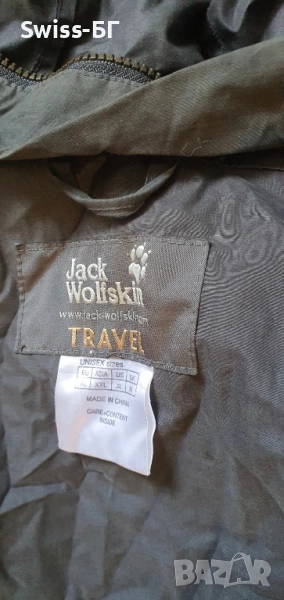 Swiss-БГ
Jack
Wolfskin
www.jack-wolfskin.com
TRAVEL
UNISEX sizes
EU ASIA US
XL XXL XL
MADE IN CHINA
CARE+CONTENT
INSIDE
BAZAR